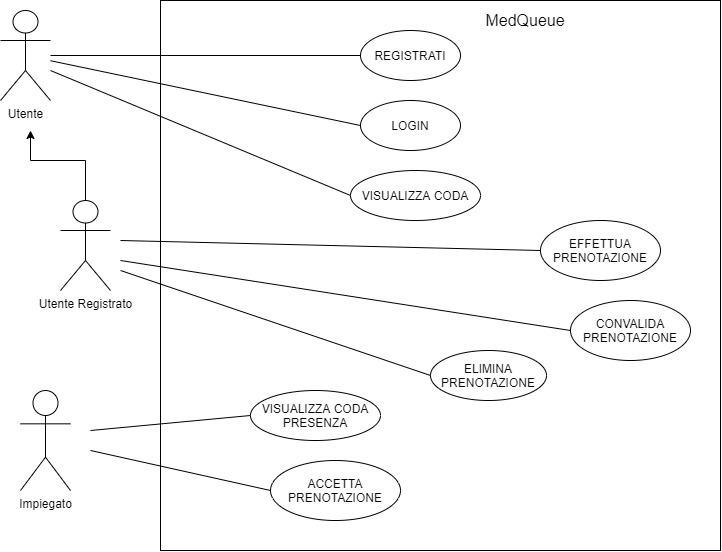 MedQueue
REGISTRATI
LOGIN
Utente
VISUALIZZA CODA
EFFETTUA
PRENOTAZIONE
Utente Registrato
CONVALIDA
PRENOTAZIONE
ELIMINA
PRENOTAZIONE
VISUALIZZA CODA
PRESENZA
ACCETTA
PRENOTAZIONE
Impiegato